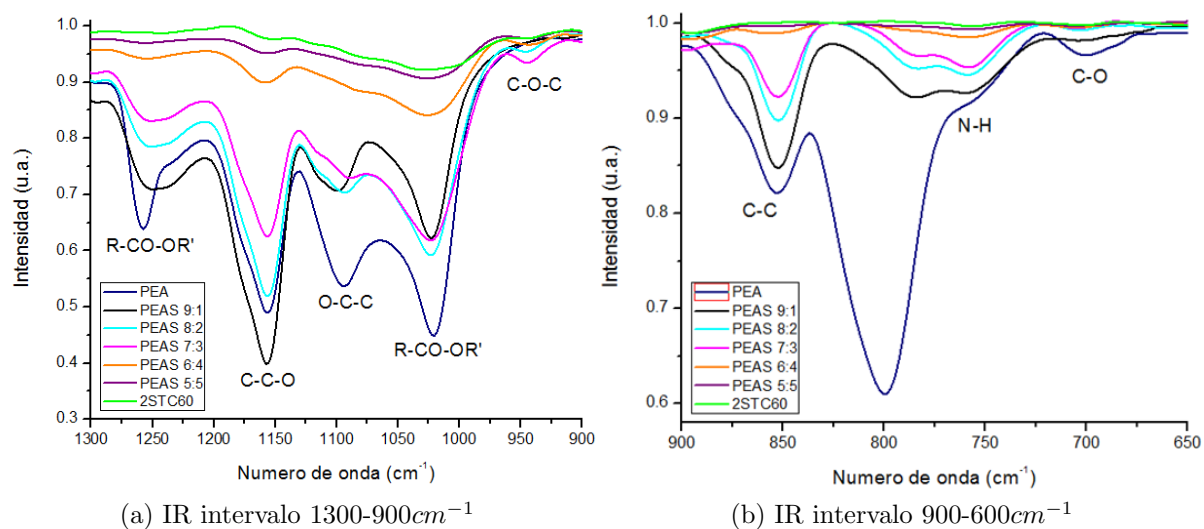 1.0
0.9
0.8
0.7
0.6
0.5
0.4
0.3
Intensidad (u.a.)
C-O-C
R-CO-OR'
O-C-C
R-CO-OR'
C-C-O
PEA
PEAS 9:1
PEAS 8:2
PEAS 7:3
PEAS 6:4
PEAS 5:5
2STC60
1300 1250 1200 1150 1100 1050 1000 950 900
Numero de onda (cm⁻¹)
(a) IR intervalo 1300-900cm⁻¹
1.0
0.9
0.8
0.7
0.6
Intensidad (u.a.)
C-O
N-H
C-C
PEA
PEAS 9:1
PEAS 8:2
PEAS 7:3
PEAS 6:4
PEAS 5:5
2STC60
900 850 800 750 700 650
Numero de onda (cm⁻¹)
(b) IR intervalo 900-600cm⁻¹